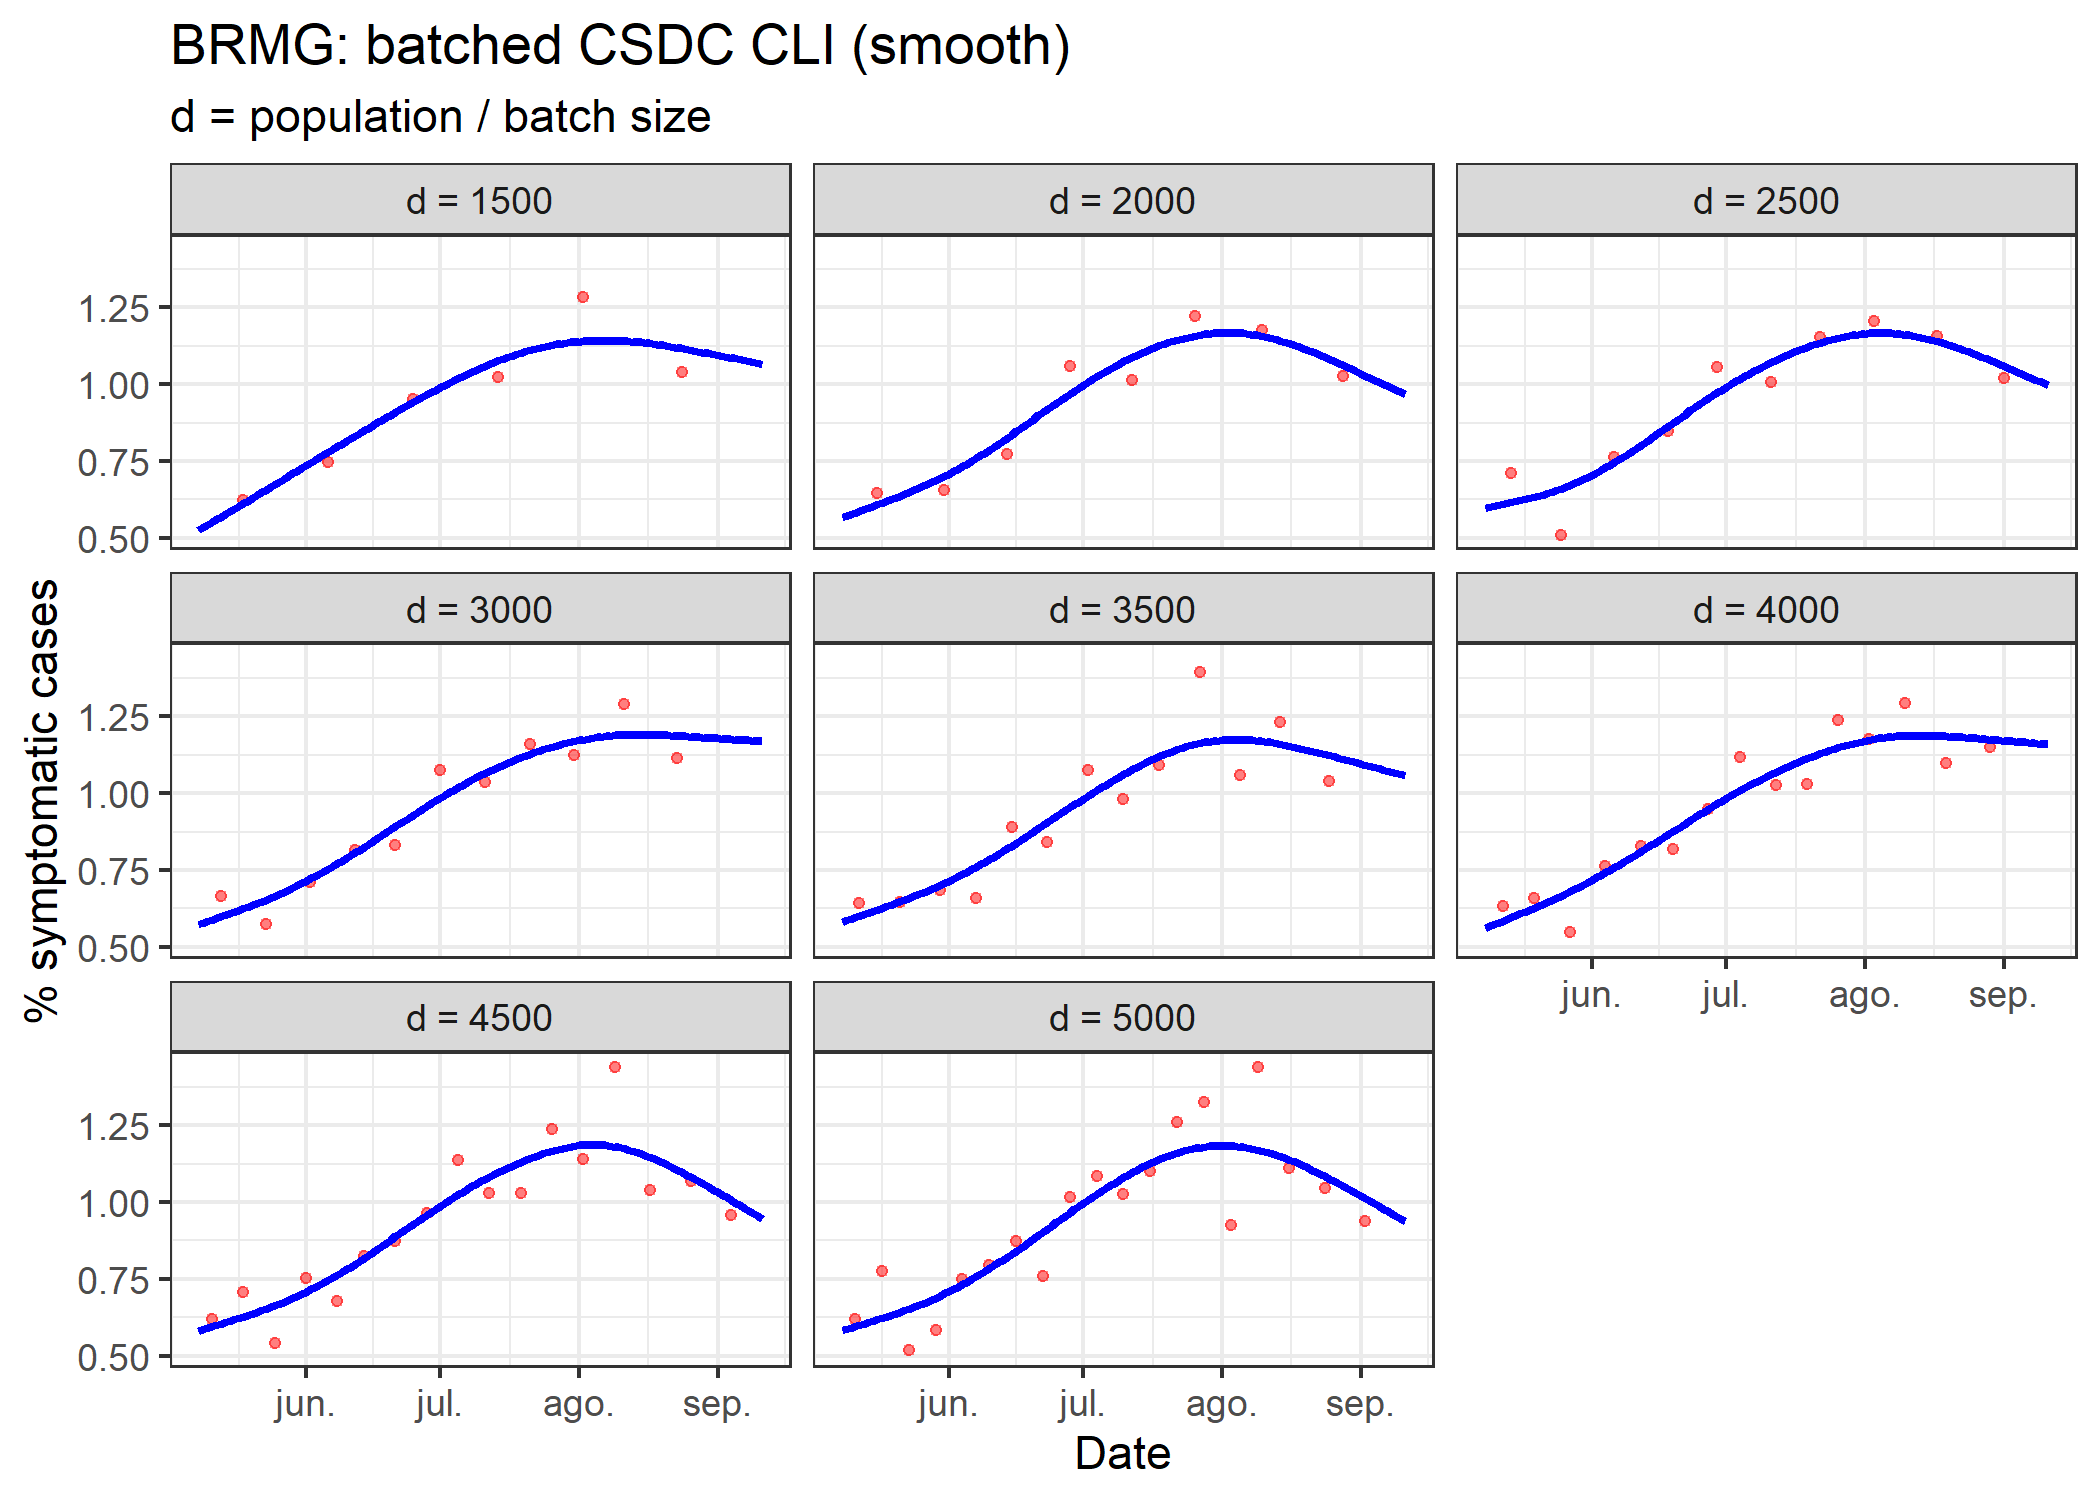 BRMG: batched CSDC CLI (smooth)
d = population / batch size
d = 1500
d = 2000
d = 2500
1.25
1.00
0.75
0.50
d = 3000
d = 3500
d = 4000
1.25
1.00
0.75
0.50
jun. jul. ago. sep.
d = 4500
d = 5000
1.25
1.00
0.75
0.50
jun. jul. ago. sep.
jun. jul. ago. sep.
% symptomatic cases
Date